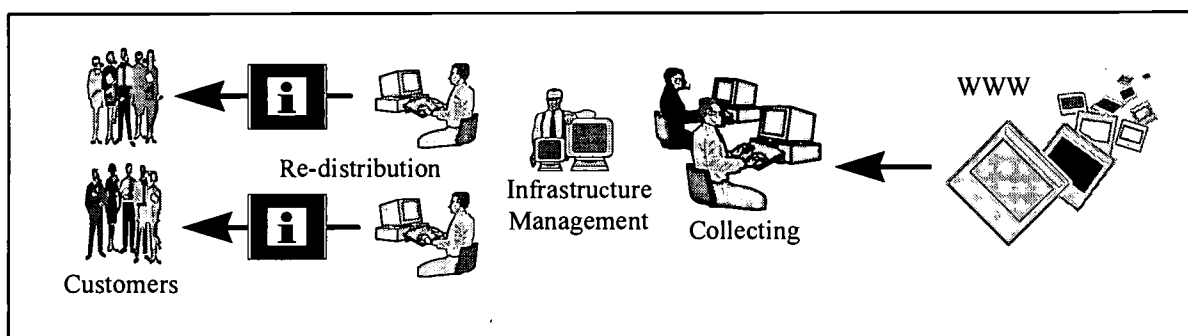 WWW
i
Re-distribution
Infrastructure
Management
Collecting
i
Customers